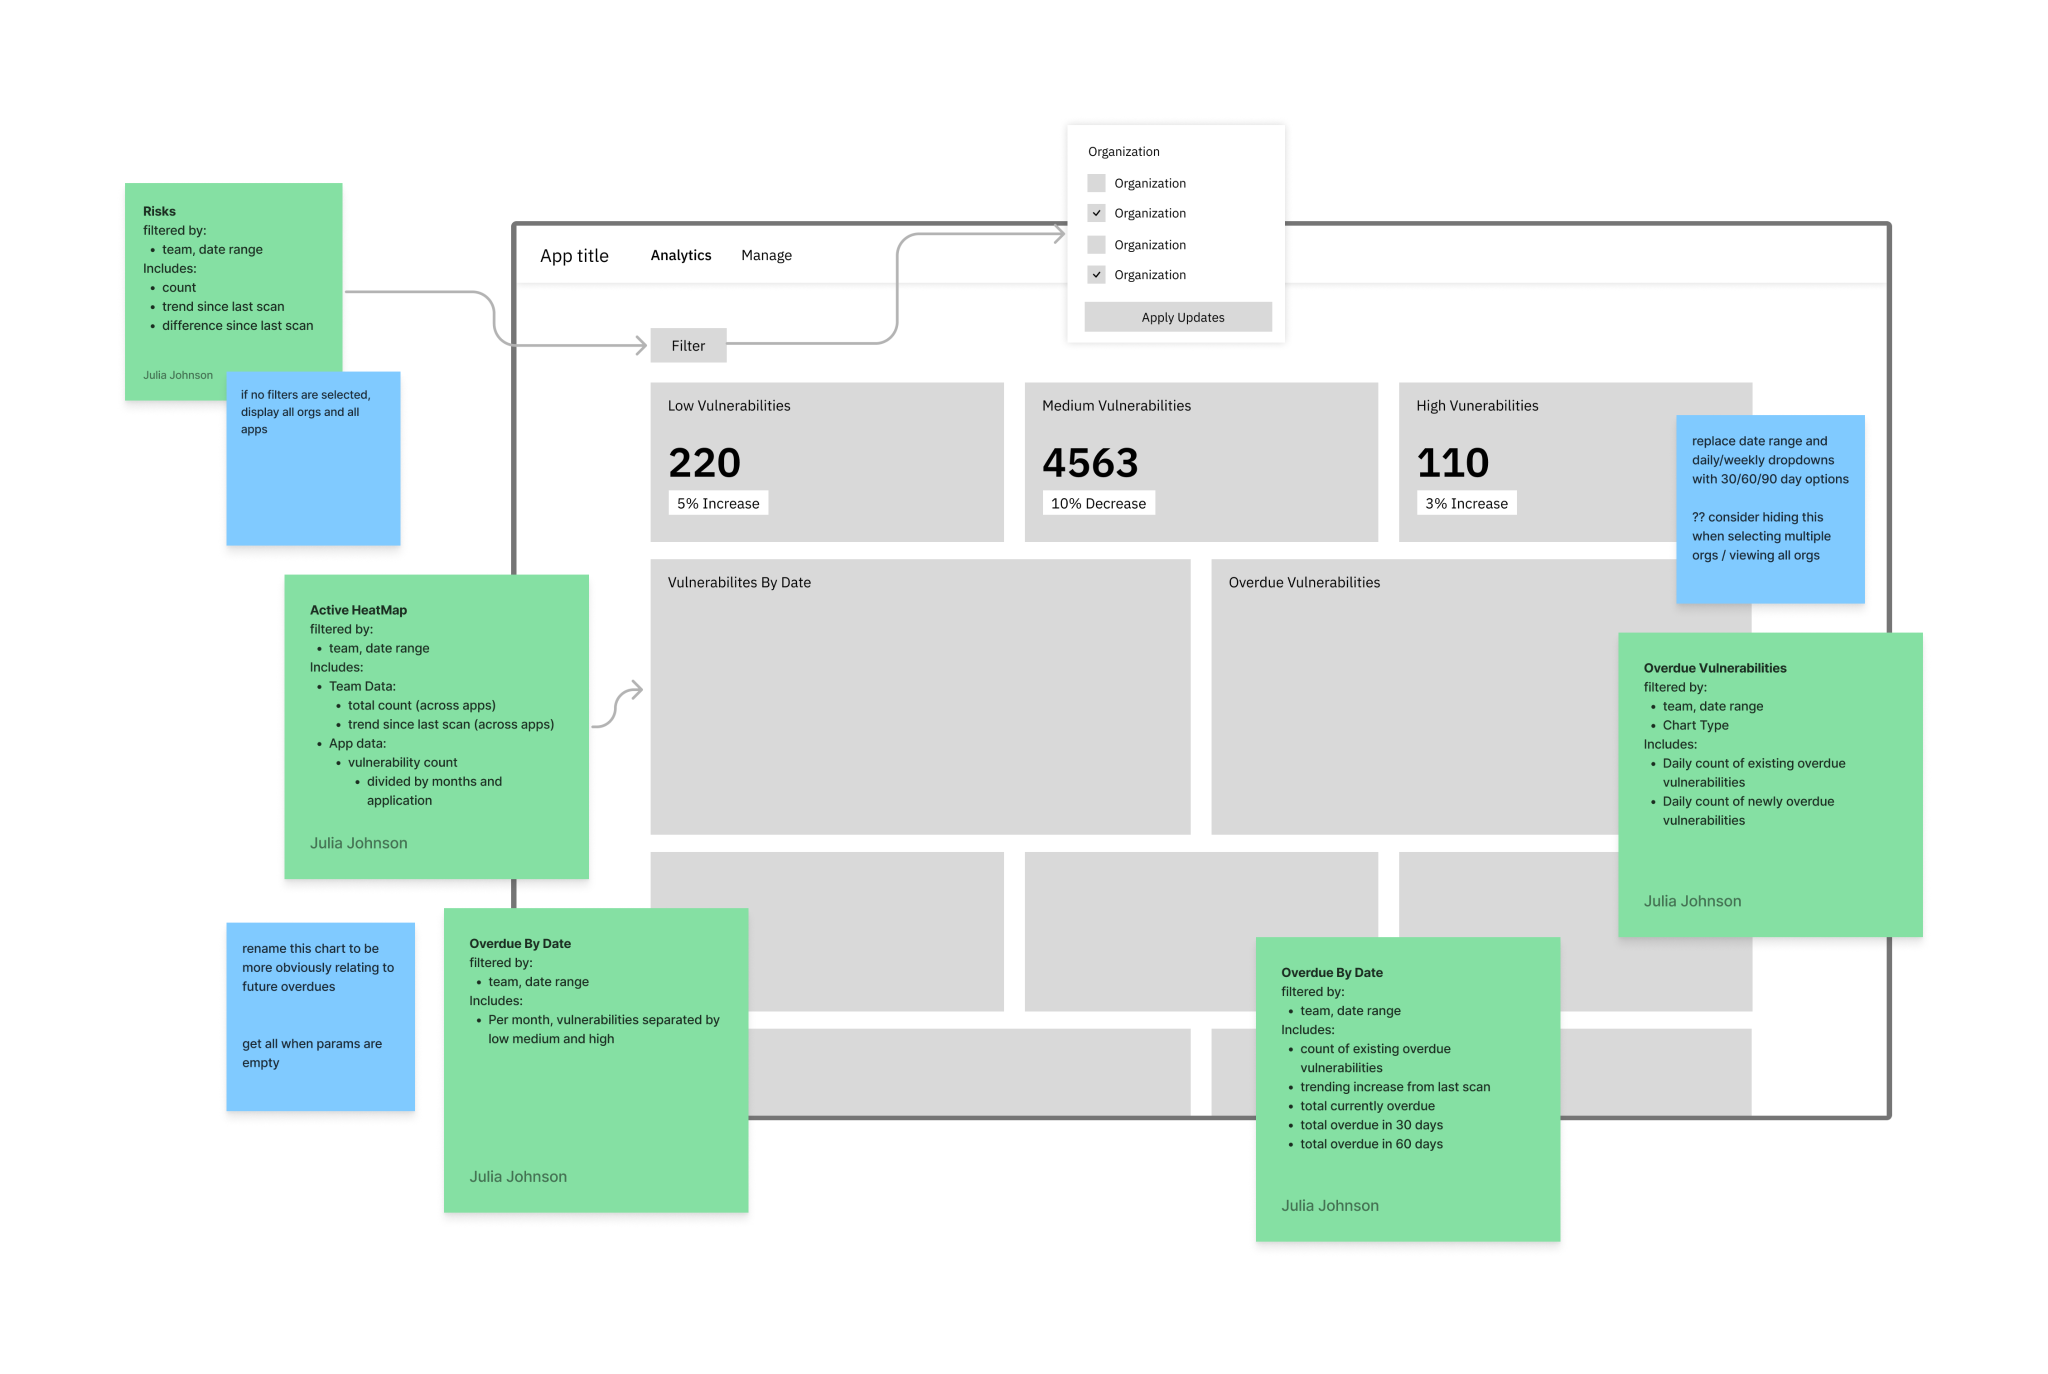 Organization
Organization
Organization
Organization
Organization
Apply Updates
Risks
filtered by:
• team, date range
Includes:
• count
• trend since last scan
• difference since last scan
Julia Johnson
if no filters are selected,
display all orgs and all
apps
App title
Analytics
Manage
Filter
Low Vulnerabilities
220
5% Increase
Medium Vulnerabilities
4563
10% Decrease
High Vunerabilities
110
3% Increase
replace date range and
daily/weekly dropdowns
with 30/60/90 day options
?? consider hiding this
when selecting multiple
orgs / viewing all orgs
Vulnerabilites By Date
Overdue Vulnerabilities
Active HeatMap
filtered by:
• team, date range
Includes:
• Team Data:
• total count (across apps)
• trend since last scan (across apps)
• App data:
• vulnerability count
• divided by months and
application
Julia Johnson
Overdue Vulnerabilities
filtered by:
• team, date range
• Chart Type
Includes:
• Daily count of existing overdue
vulnerabilities
• Daily count of newly overdue
vulnerabilities
Julia Johnson
rename this chart to be
more obviously relating to
future overdues
get all when params are
empty
Overdue By Date
filtered by:
• team, date range
Includes:
• Per month, vulnerabilities separated by
low medium and high
Julia Johnson
Overdue By Date
filtered by:
• team, date range
Includes:
• count of existing overdue
vulnerabilities
• trending increase from last scan
• total currently overdue
• total overdue in 30 days
• total overdue in 60 days
Julia Johnson